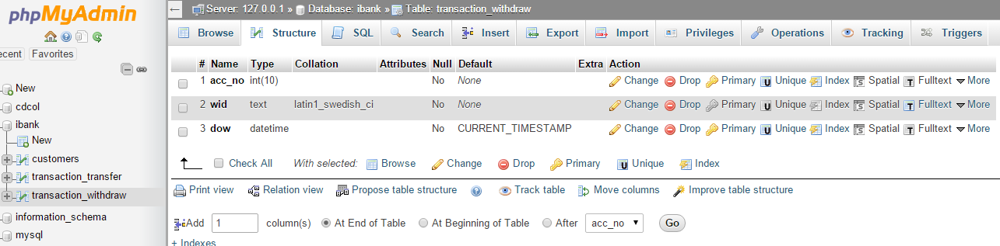 phpMyAdmin
ecent Favorites
New
cdcol
ibank
New
customers
transaction_transfer
transaction_withdraw
information_schema
mysql
Server: 127.0.0.1 » Database: ibank » Table: transaction_withdraw
Browse Structure SQL Search Insert Export Import Privileges Operations Tracking Triggers
# Name Type Collation Attributes Null Default Extra Action
1 acc_no int(10) No None Change Drop Primary Unique Index Spatial Fulltext More
2 wid text latin1_swedish_ci No None Change Drop Primary Unique Index Spatial Fulltext More
3 dow datetime No CURRENT_TIMESTAMP Change Drop Primary Unique Index Spatial Fulltext More
Check All With selected: Browse Change Drop Primary Unique Index
Print view Relation view Propose table structure Track table Move columns Improve table structure
Add 1 column(s) At End of Table At Beginning of Table After acc_no Go
+ Indexes